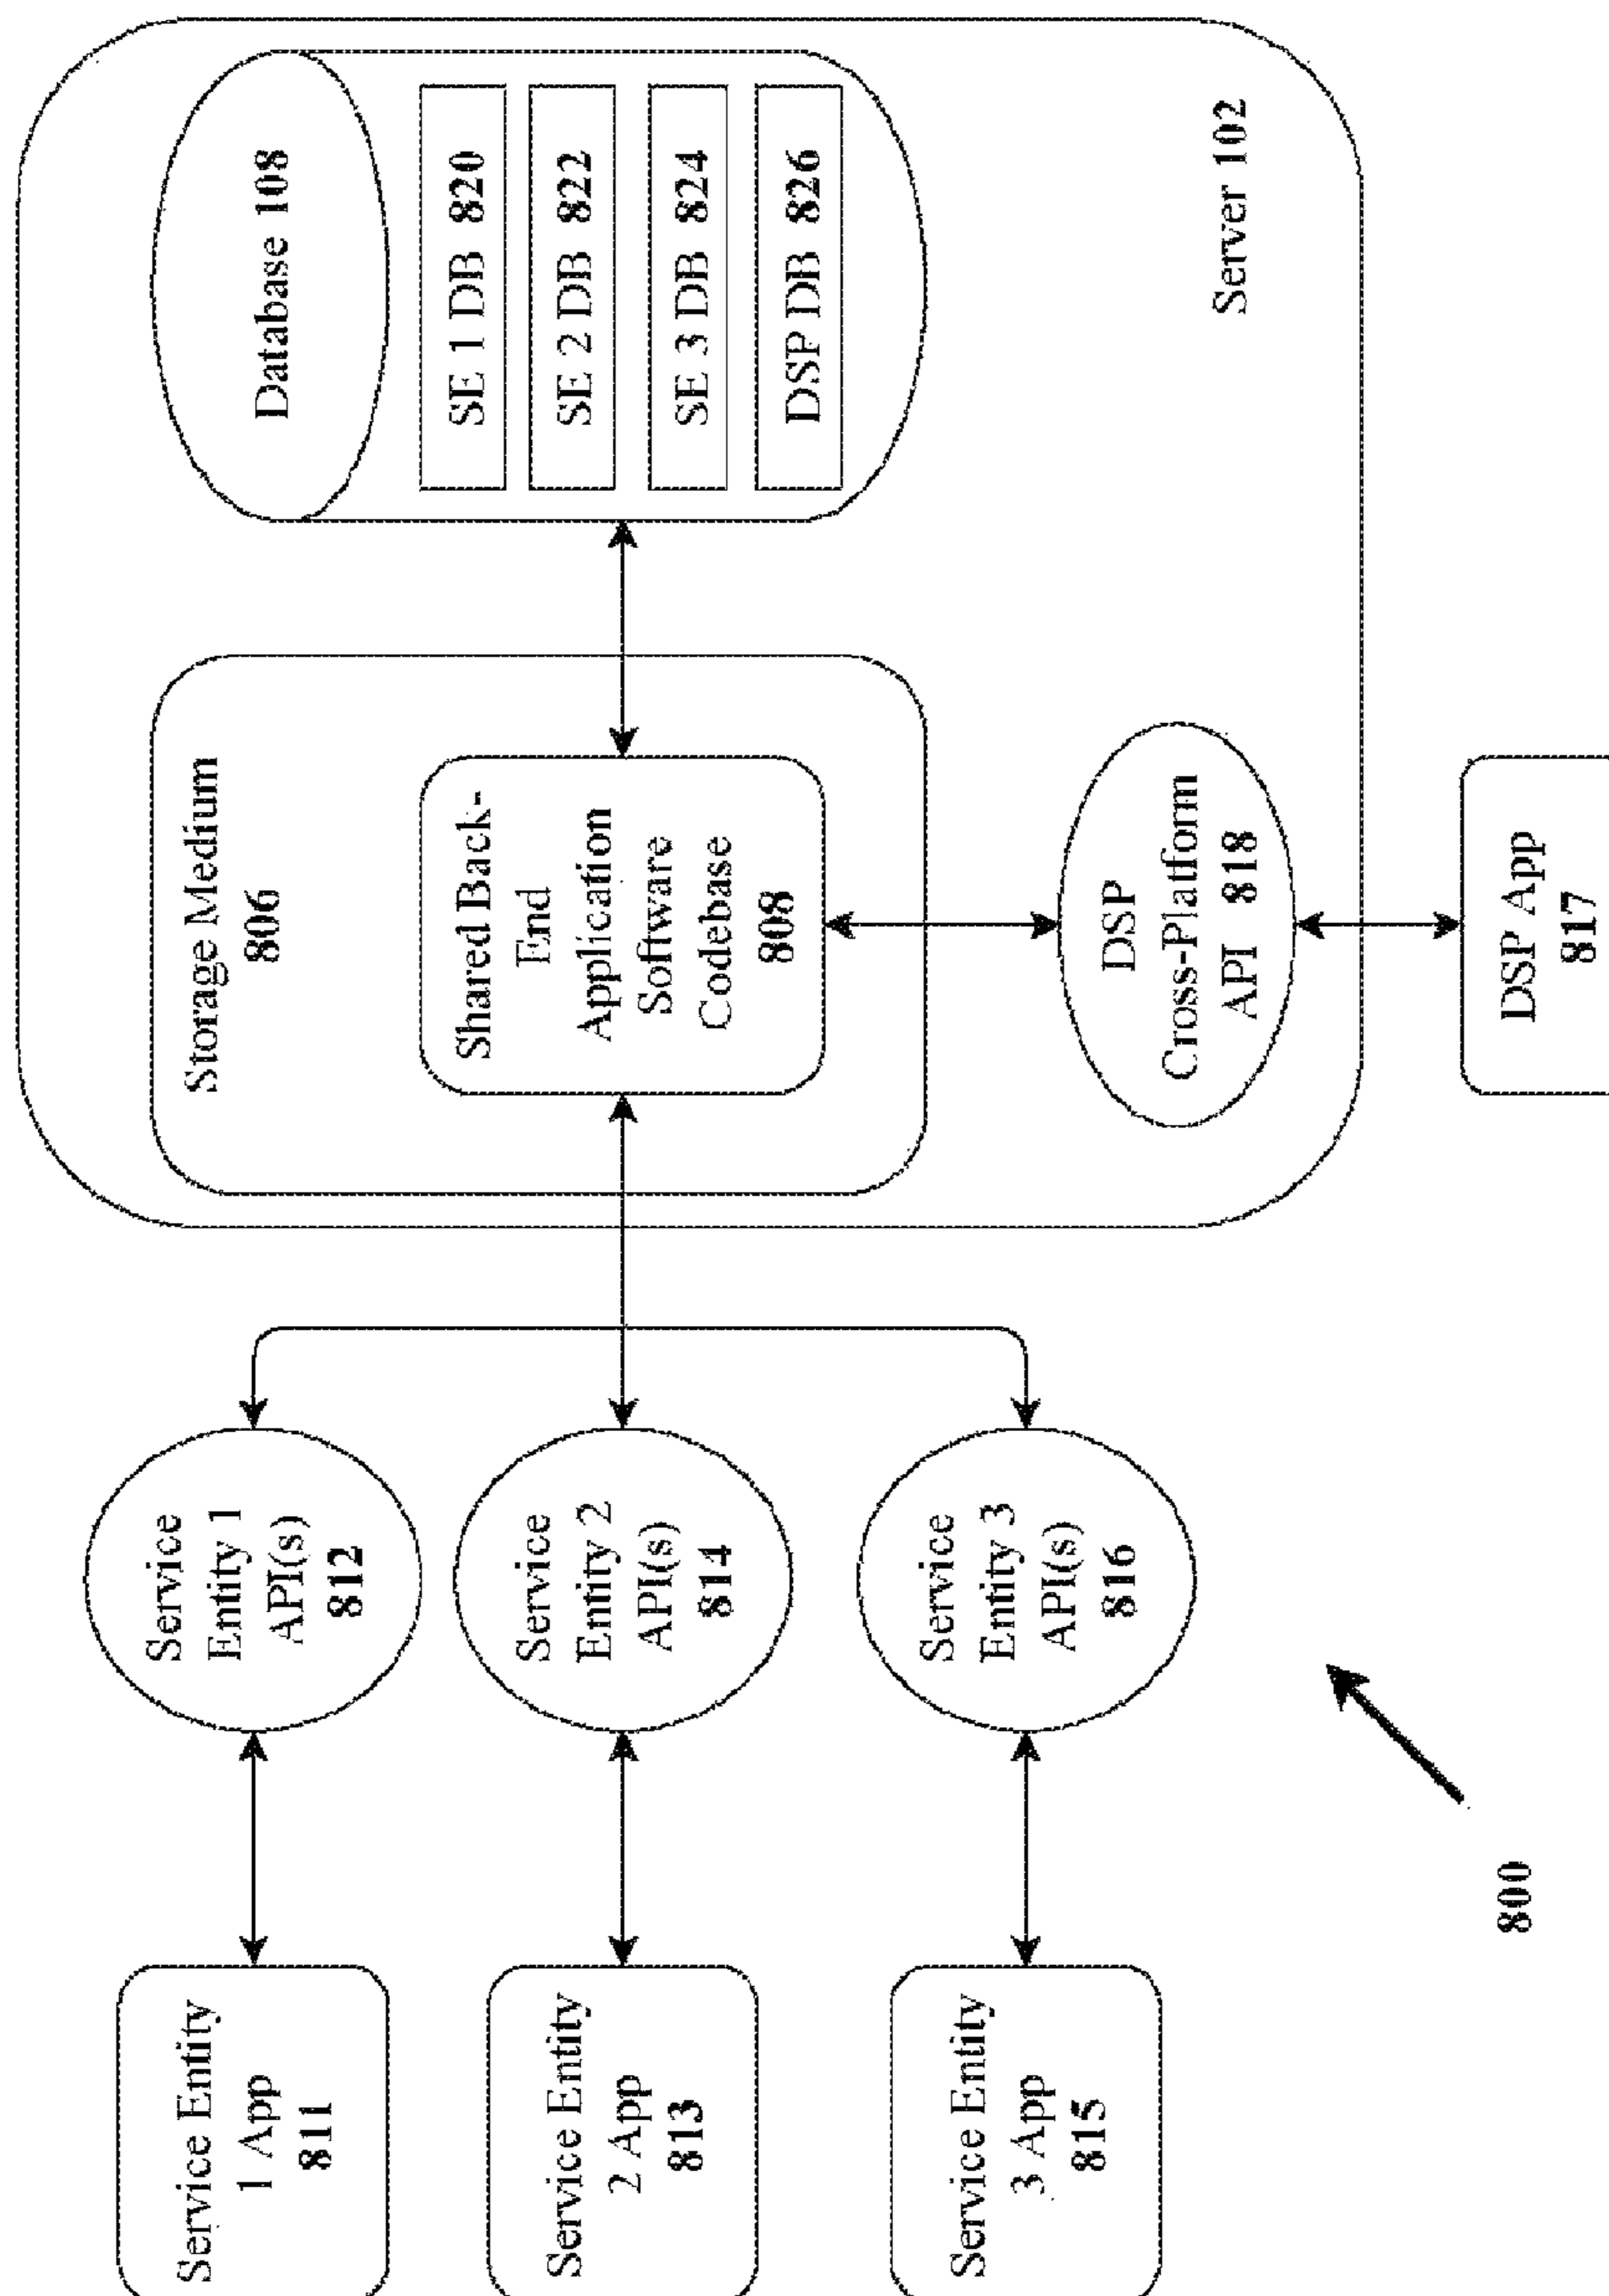 Service Entity
1 App
811
Service
Entity 1
API(s)
812
Service Entity
2 App
813
Service
Entity 2
API(s)
814
Service Entity
3 App
815
Service
Entity 3
API(s)
816
800
Storage Medium
806
Shared Back-
End
Application
Software
Codebase
808
Database 108
SE 1 DB 820
SE 2 DB 822
SE 3 DB 824
DSP DB 826
DSP
Cross-Platform
API 818
Server 102
DSP App
817